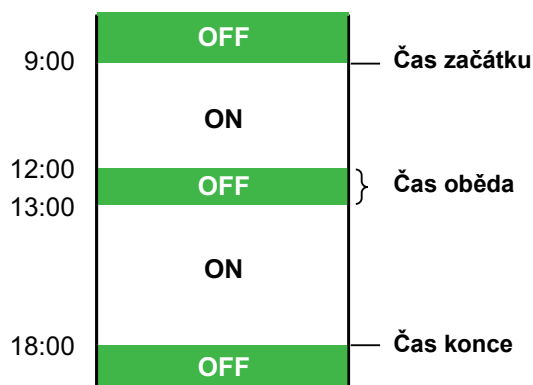 OFF
9:00 Čas začátku
ON
12:00
OFF Čas oběda
13:00
ON
18:00 Čas konce
OFF